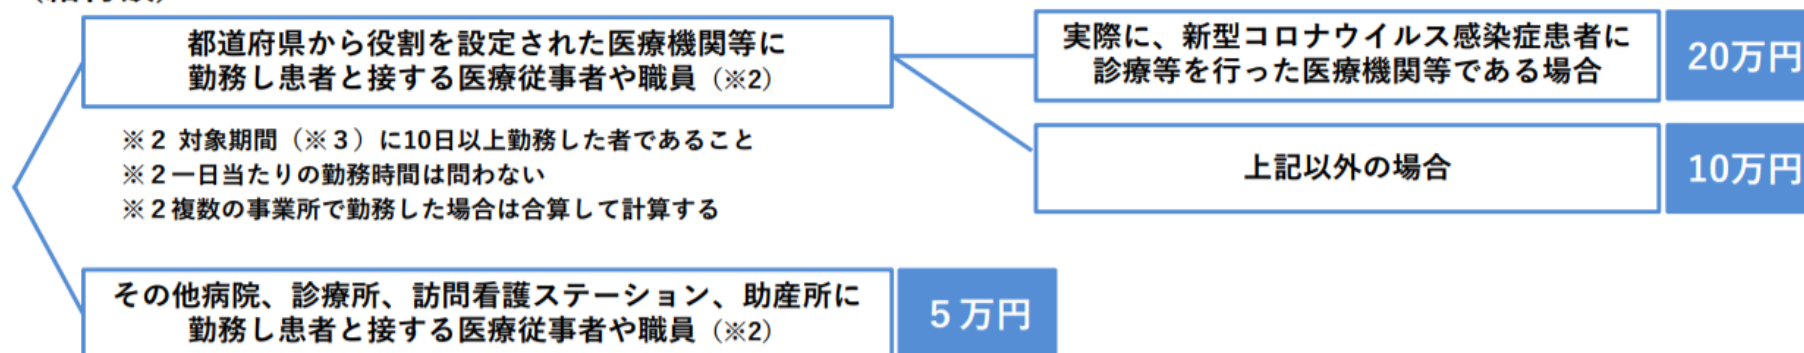 都道府県から役割を設定された医療機関等に
勤務し患者と接する医療従事者や職員（※2）
実際に、新型コロナウイルス感染症患者に
診療等を行った医療機関等である場合
20万円
※２ 対象期間（※３）に10日以上勤務した者であること
※２一日当たりの勤務時間は問わない
※２複数の事業所で勤務した場合は合算して計算する
上記以外の場合
10万円
その他病院、診療所、訪問看護ステーション、助産所に
勤務し患者と接する医療従事者や職員（※2）
５万円